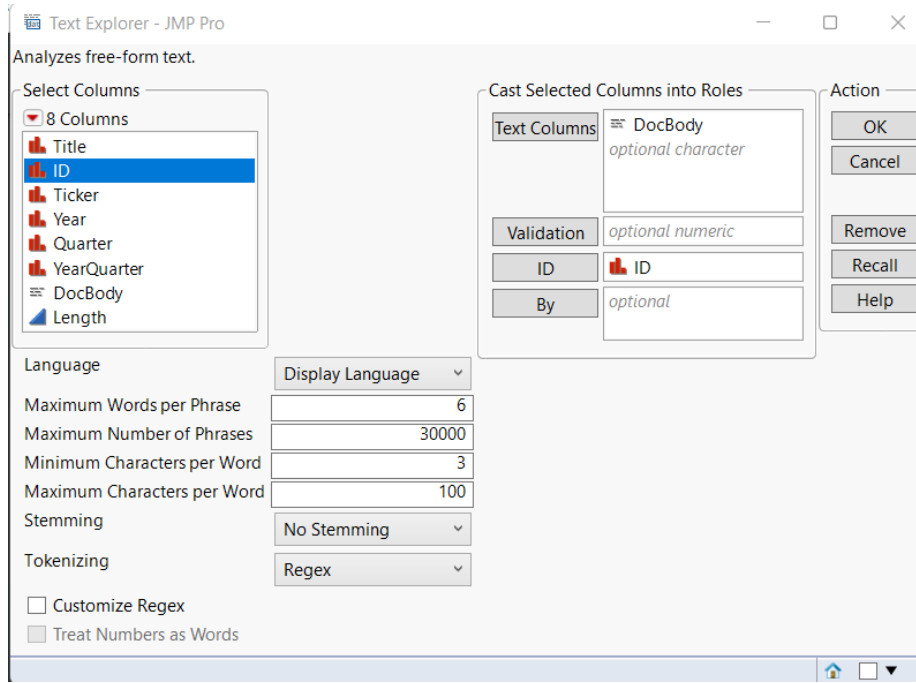 Text Explorer - JMP Pro
Analyzes free-form text.
Select Columns
8 Columns
Title
ID
Ticker
Year
Quarter
YearQuarter
DocBody
Length
Cast Selected Columns into Roles
Text Columns
DocBody
optional character
Validation
optional numeric
ID
ID
By
optional
Action
OK
Cancel
Remove
Recall
Help
Language
Display Language
Maximum Words per Phrase
6
Maximum Number of Phrases
30000
Minimum Characters per Word
3
Maximum Characters per Word
100
Stemming
No Stemming
Tokenizing
Regex
Customize Regex
Treat Numbers as Words